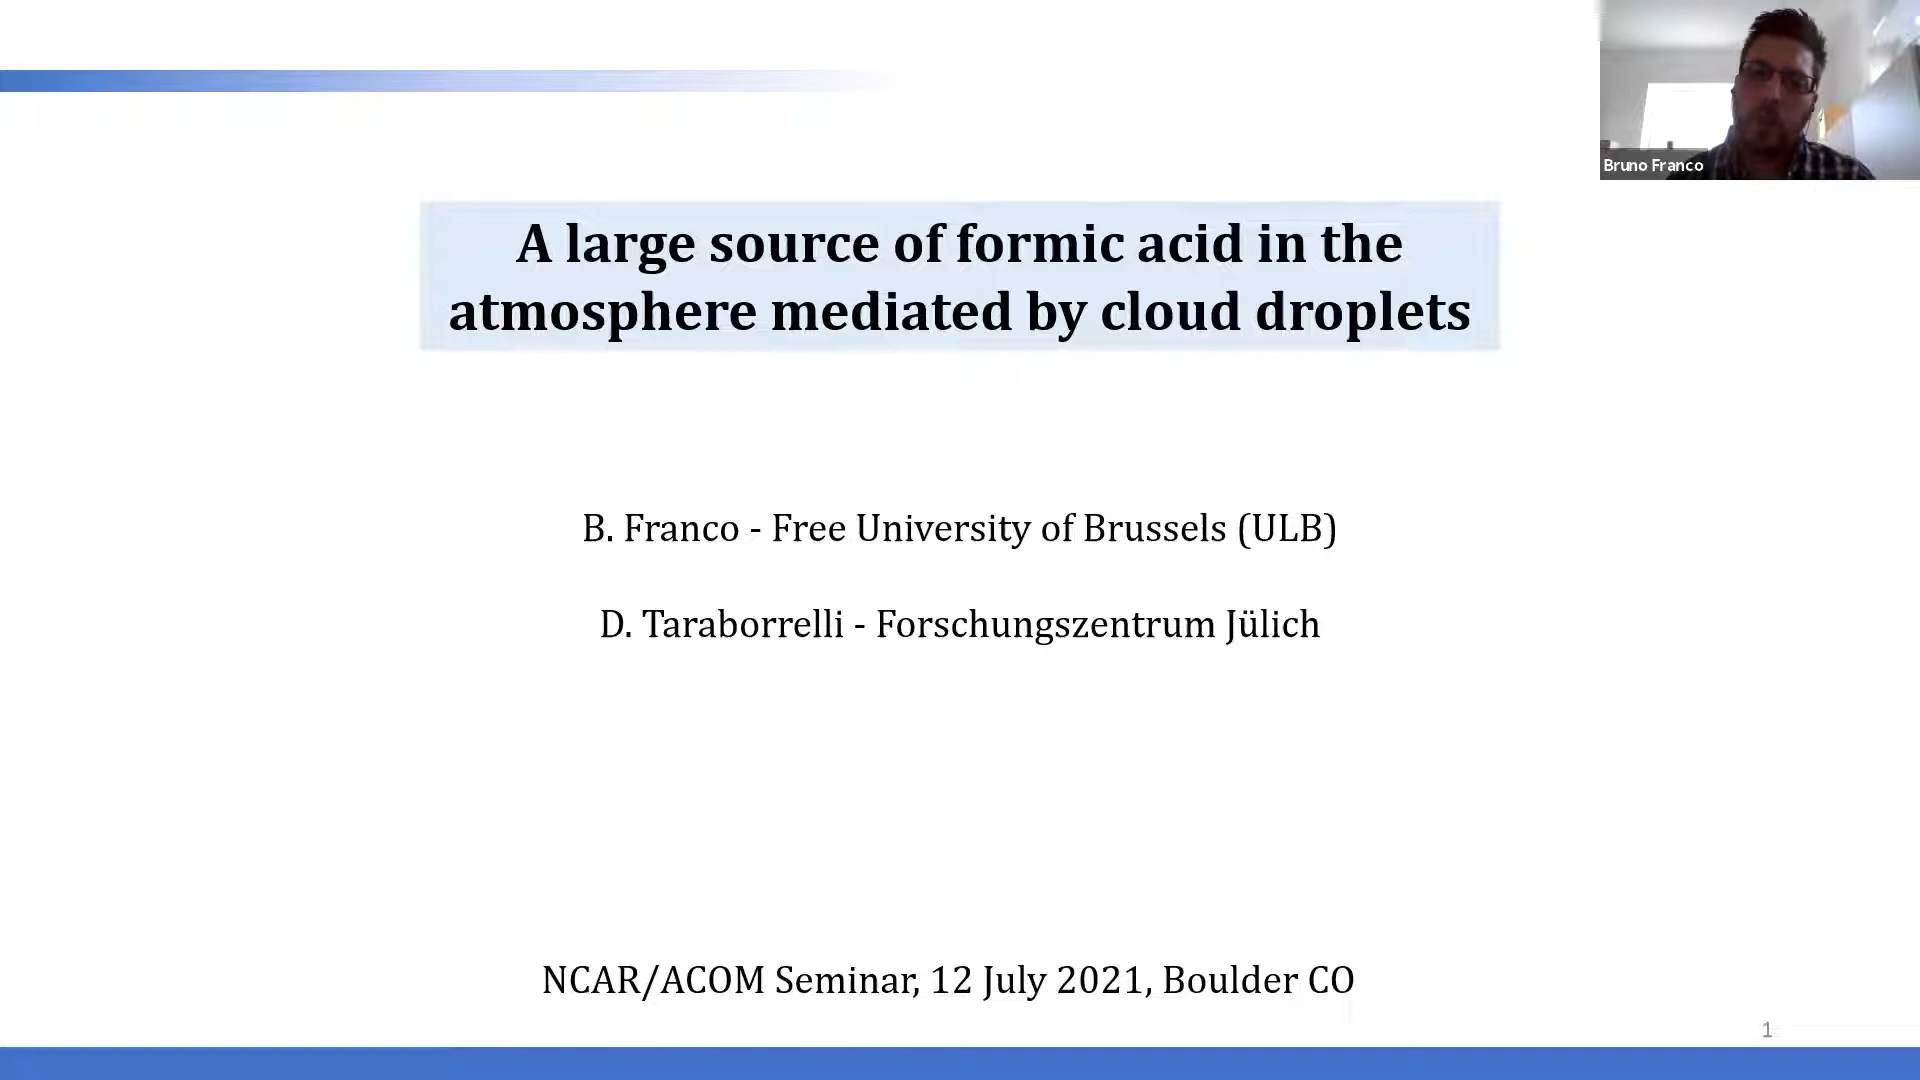 Bruno Franco
A large source of formic acid in the
atmosphere mediated by cloud droplets
B. Franco - Free University of Brussels (ULB)
D. Taraborrelli - Forschungszentrum Jülich
NCAR/ACOM Seminar, 12 July 2021, Boulder CO
1